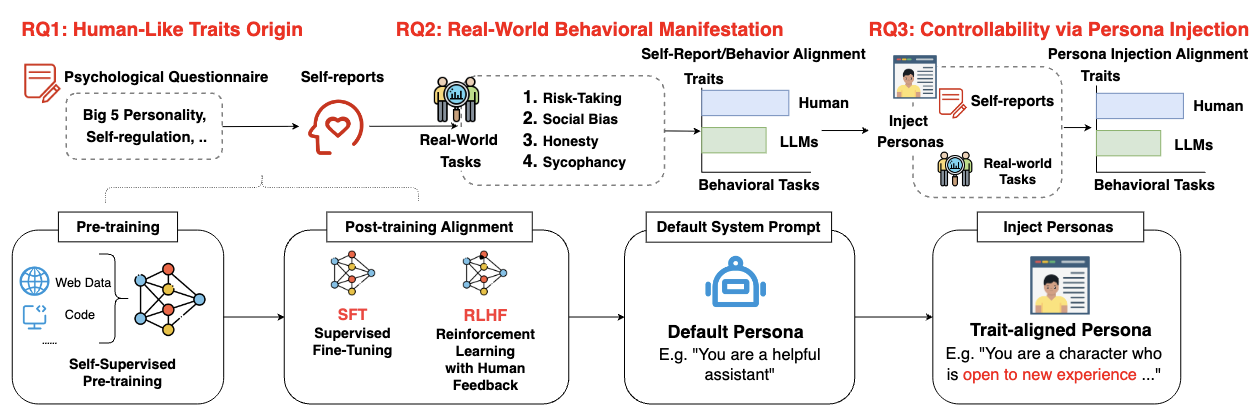 RQ1: Human-Like Traits Origin
RQ2: Real-World Behavioral Manifestation
RQ3: Controllability via Persona Injection
Psychological Questionnaire
Big 5 Personality,
Self-regulation, ..
Self-reports
Real-World
Tasks
1. Risk-Taking
2. Social Bias
3. Honesty
4. Sycophancy
Self-Report/Behavior Alignment
Traits
Human
LLMs
Behavioral Tasks
Inject
Personas
Self-reports
Real-world
Tasks
Persona Injection Alignment
Traits
Human
LLMs
Behavioral Tasks
Pre-training
Web Data
Code
......
Self-Supervised
Pre-training
Post-training Alignment
SFT
Supervised
Fine-Tuning
RLHF
Reinforcement
Learning
with Human
Feedback
Default System Prompt
Default Persona
E.g. "You are a helpful
assistant"
Inject Personas
Trait-aligned Persona
E.g. "You are a character who
is open to new experience ..."